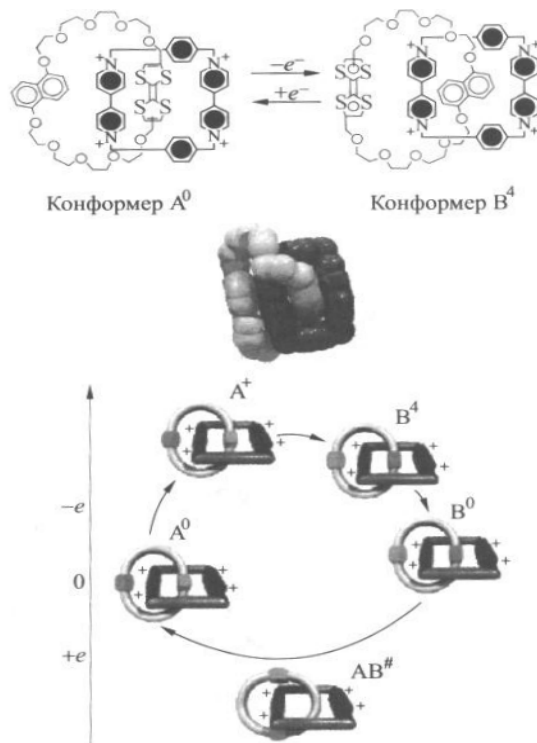 −e⁻
+e⁻
Конформер A⁰
Конформер B⁴
A⁺
B⁴
−e
A⁰
B⁰
0
+e
AB#